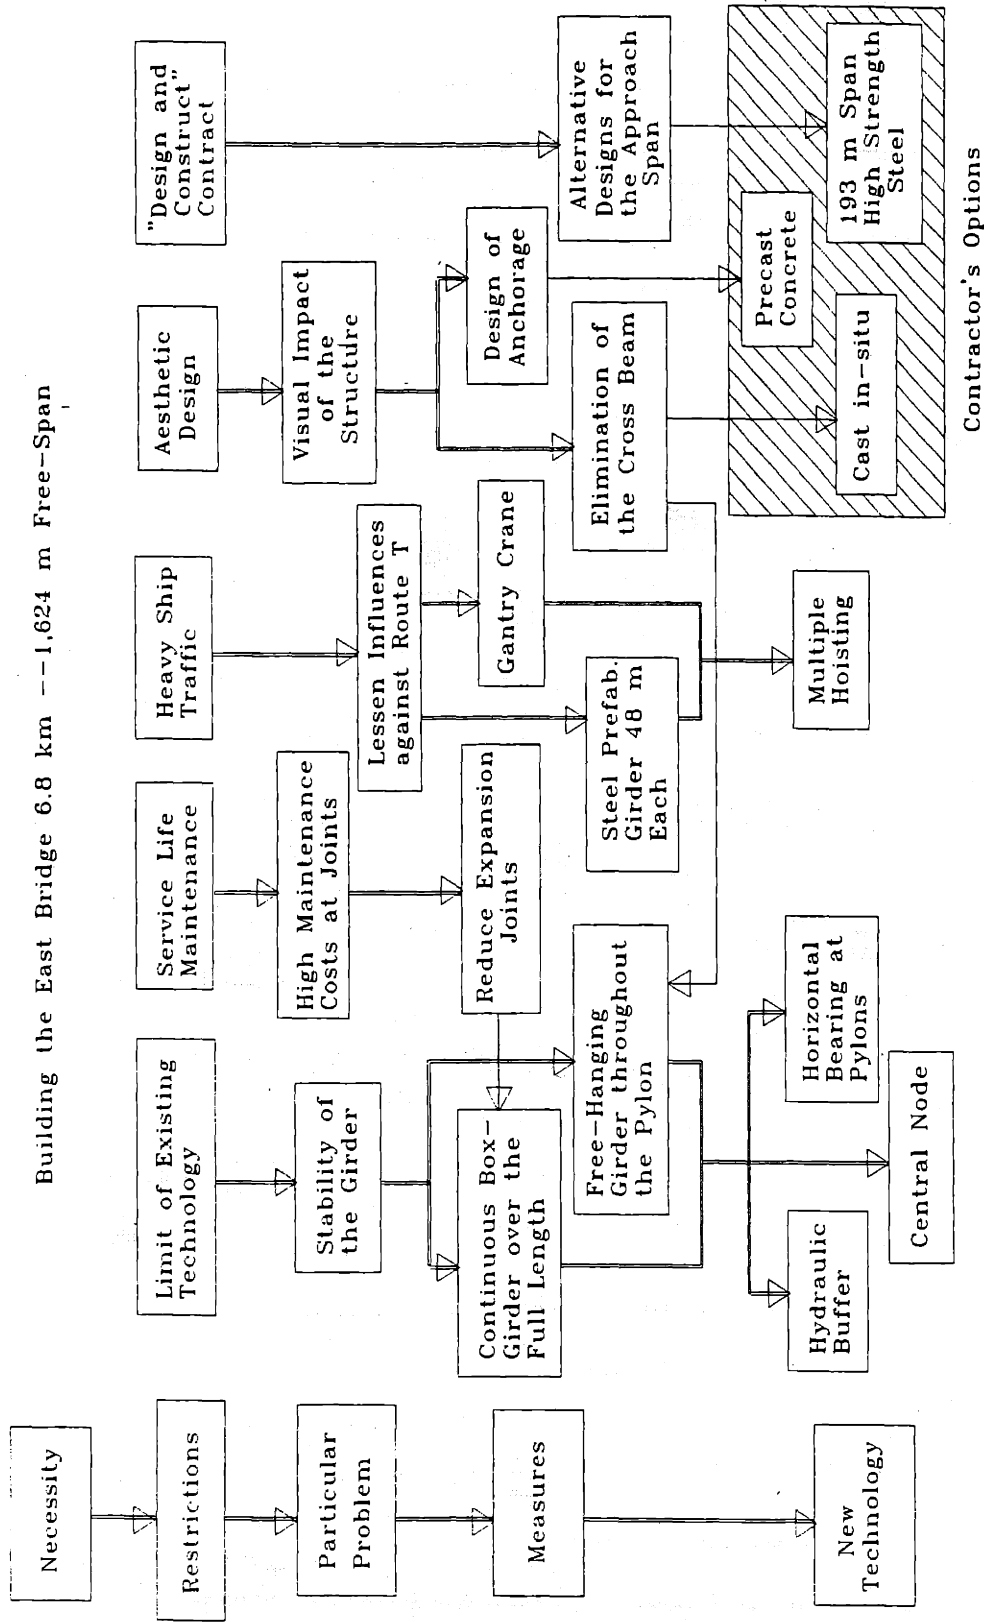 Building the East Bridge 6.8 km --1,624 m Free-Span
Necessity
Restrictions
Particular
Problem
Measures
New
Technology
Limit of Existing
Technology
Stability of
the Girder
Continuous Box-
Girder over the
Full Length
Free-Hanging
Girder throughout
the Pylon
Hydraulic
Buffer
Central Node
Horizontal
Bearing at
Pylons
Service Life
Maintenance
High Maintenance
Costs at Joints
Reduce Expansion
Joints
Heavy Ship
Traffic
Lessen Influences
against Route T
Steel Prefab.
Girder 48 m
Each
Gantry Crane
Multiple
Hoisting
Aesthetic
Design
Visual Impact
of the
Structure
Elimination of
the Cross Beam
Design of
Anchorage
Cast in-situ
Precast
Concrete
"Design and
Construct"
Contract
Alternative
Designs for
the Approach
Span
193 m Span
High Strength
Steel
Contractor's Options